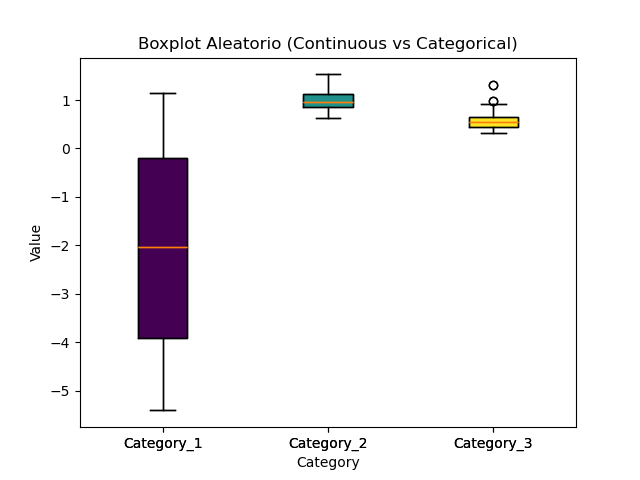 Boxplot Aleatorio (Continuous vs Categorical)
Value
1
0
−1
−2
−3
−4
−5
Category_1 Category_2 Category_3
Category